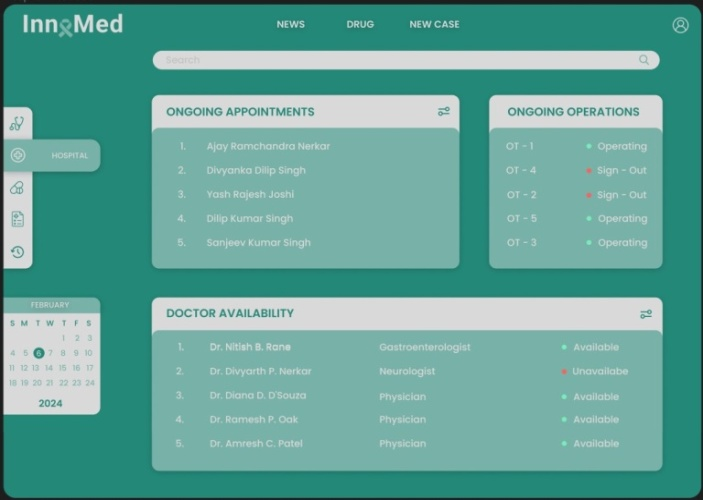 InnoMed
NEWS DRUG NEW CASE
Search
HOSPITAL
ONGOING APPOINTMENTS
1. Ajay Ramchandra Nerkar
2. Divyanka Dilip Singh
3. Yash Rajesh Joshi
4. Dilip Kumar Singh
5. Sanjeev Kumar Singh
ONGOING OPERATIONS
OT - 1 Operating
OT - 4 Sign - Out
OT - 2 Sign - Out
OT - 5 Operating
OT - 3 Operating
FEBRUARY
S M T W T F S
1 2 3
4 5 6 7 8 9 10
11 12 13 14 15 16 17
18 19 20 21 22 23 24
2024
DOCTOR AVAILABILITY
1. Dr. Nitish B. Rane Gastroenterologist Available
2. Dr. Divyarth P. Nerkar Neurologist Unavailabe
3. Dr. Diana D. D'Souza Physician Available
4. Dr. Ramesh P. Oak Physician Available
5. Dr. Amresh C. Patel Physician Available